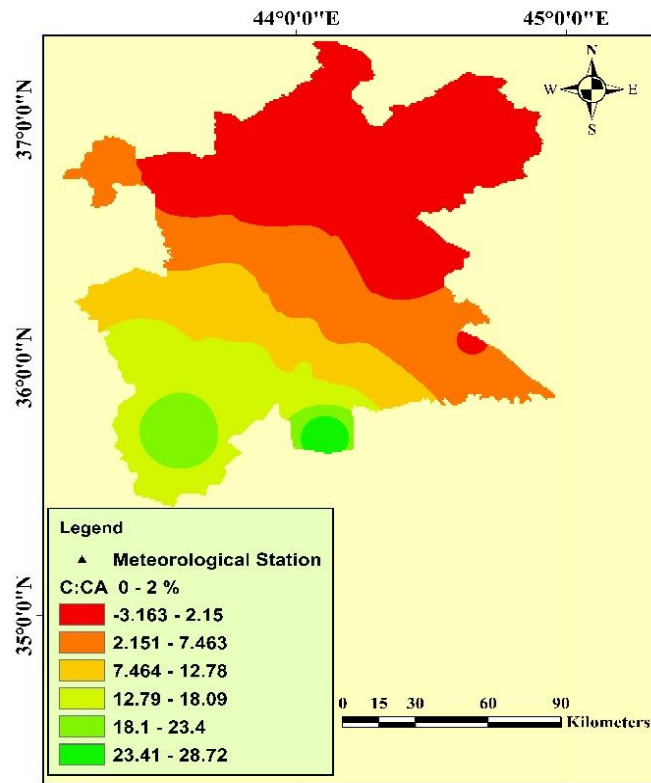 44°0'0"E 45°0'0"E
N
W E
S
37°0'0"N
36°0'0"N
35°0'0"N
Legend
Meteorological Station
C:CA 0 - 2 %
-3.163 - 2.15
2.151 - 7.463
7.464 - 12.78
12.79 - 18.09
18.1 - 23.4
23.41 - 28.72
0 15 30 60 90
Kilometers